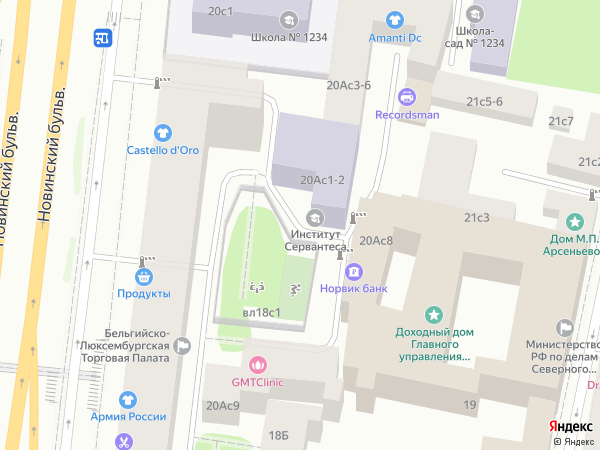 20с1
Школа № 1234
Amanti Dc
Школа-
сад № 1234
20Ас3-6
21с5-6
Recordsman
21с7
Новинский бульв.
Новинский бульв.
Castello d'Oro
20Ас1-2
21с2
21с3
Институт
Сервантеса..
20Ас8
Дом М.П.
Арсеньево
Норвик банк
Продукты
вл18с1
Доходный дом
Главного
управления...
Бельгийско-
Люксембургская
Торговая Палата
Министерство
РФ по делам
Северного...
GMTClinic
Dr
20Ас9
Армия России
19
18Б
Яндекс
© Яндекс